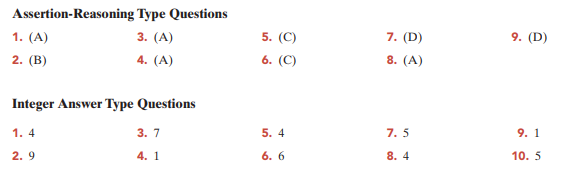 Assertion-Reasoning Type Questions
1. (A) 3. (A) 5. (C) 7. (D) 9. (D)
2. (B) 4. (A) 6. (C) 8. (A)
Integer Answer Type Questions
1. 4 3. 7 5. 4 7. 5 9. 1
2. 9 4. 1 6. 6 8. 4 10. 5